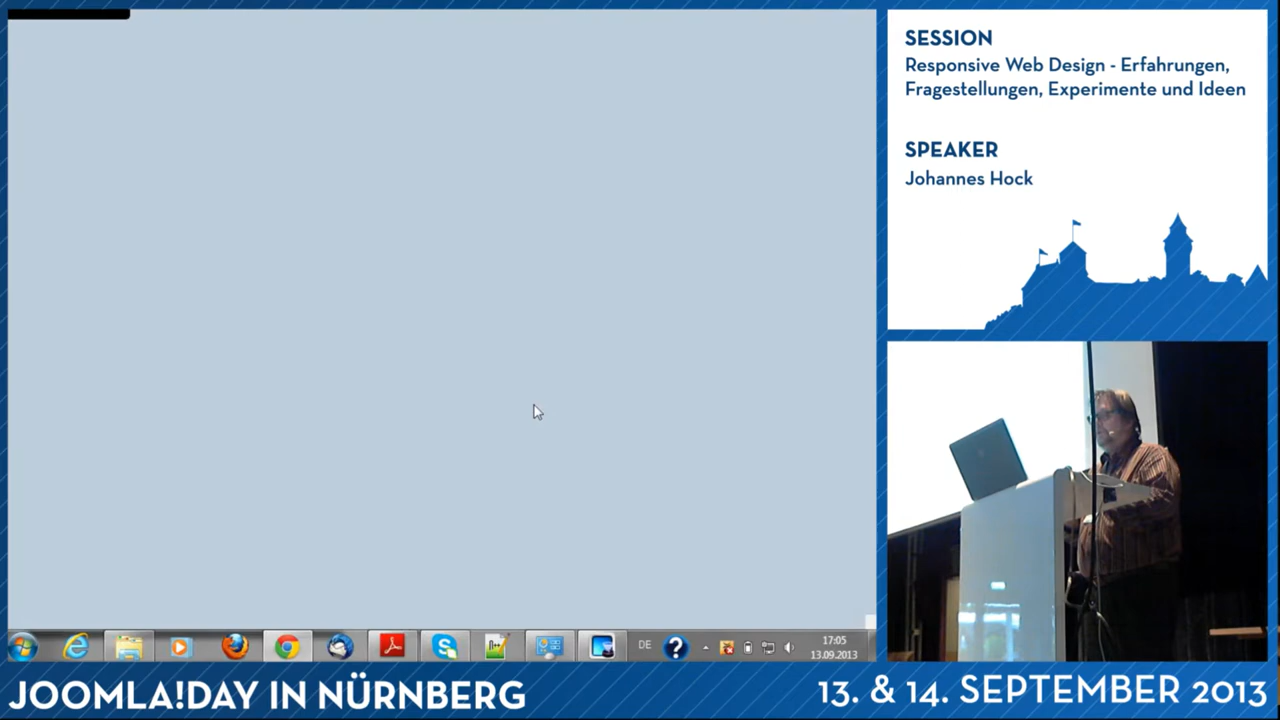 SESSION
Responsive Web Design - Erfahrungen,
Fragestellungen, Experimente und Ideen
SPEAKER
Johannes Hock
DE
17:05
13.09.2013
JOOMLA!DAY IN NÜRNBERG
13. & 14. SEPTEMBER 2013